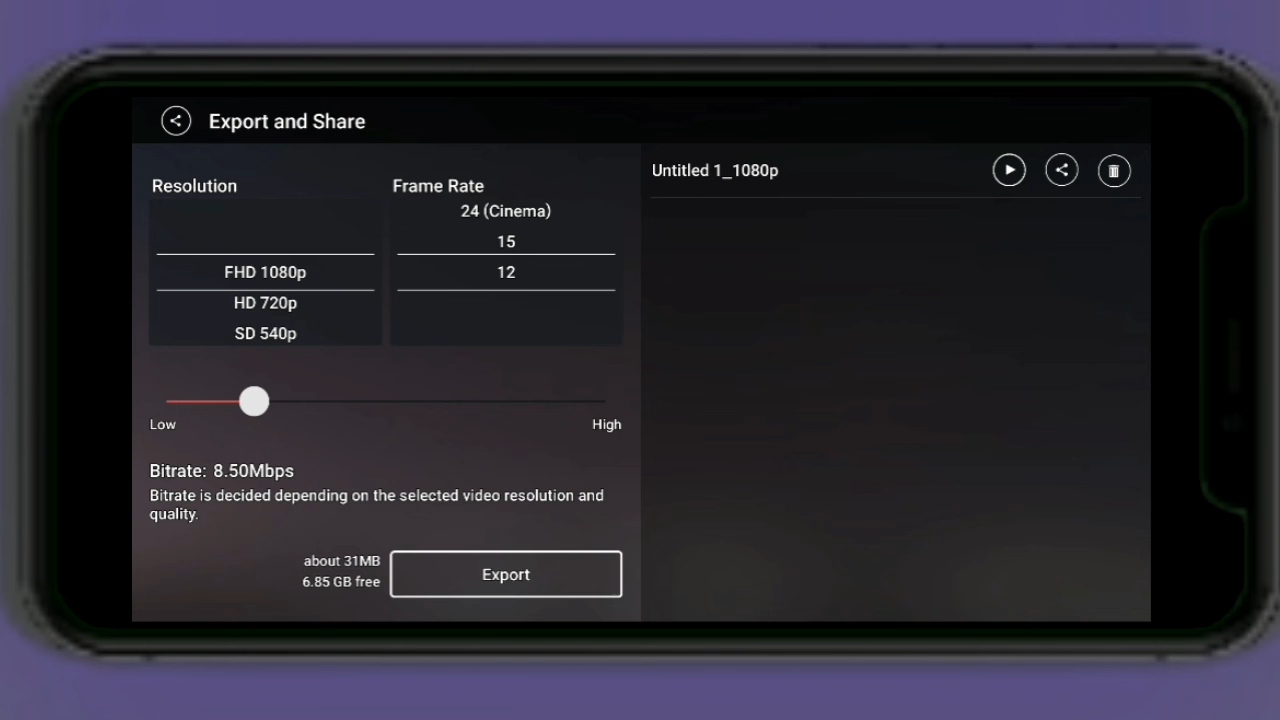 Export and Share
Resolution
FHD 1080p
HD 720p
SD 540p
Frame Rate
24 (Cinema)
15
12
Low
High
Bitrate: 8.50Mbps
Bitrate is decided depending on the selected video resolution and
quality.
about 31MB
6.85 GB free
Export
Untitled 1_1080p